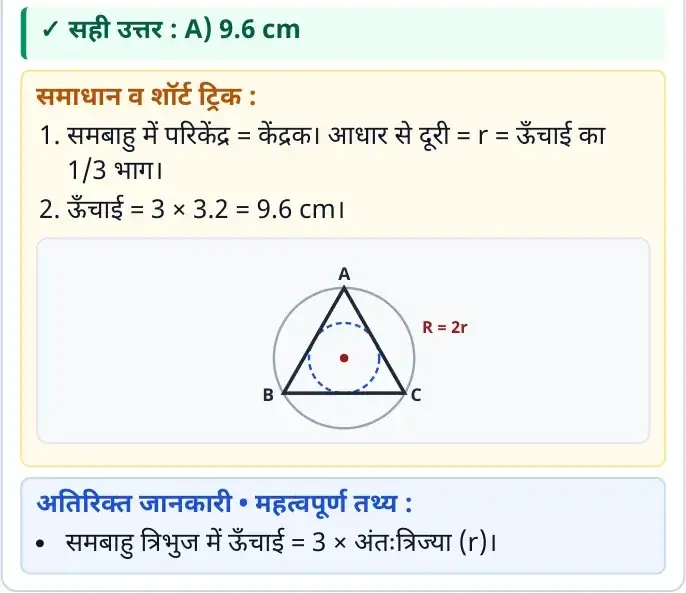 ✓ सही उत्तर : A) 9.6 cm
समाधान व शॉर्ट ट्रिक :
1. समबाहु में परिकेंद्र = केंद्रक। आधार से दूरी = r = ऊँचाई का
1/3 भाग।
2. ऊँचाई = 3 × 3.2 = 9.6 cm।
A
R = 2r
B
C
अतिरिक्त जानकारी • महत्वपूर्ण तथ्य :
• समबाहु त्रिभुज में ऊँचाई = 3 × अंतःत्रिज्या (r)।